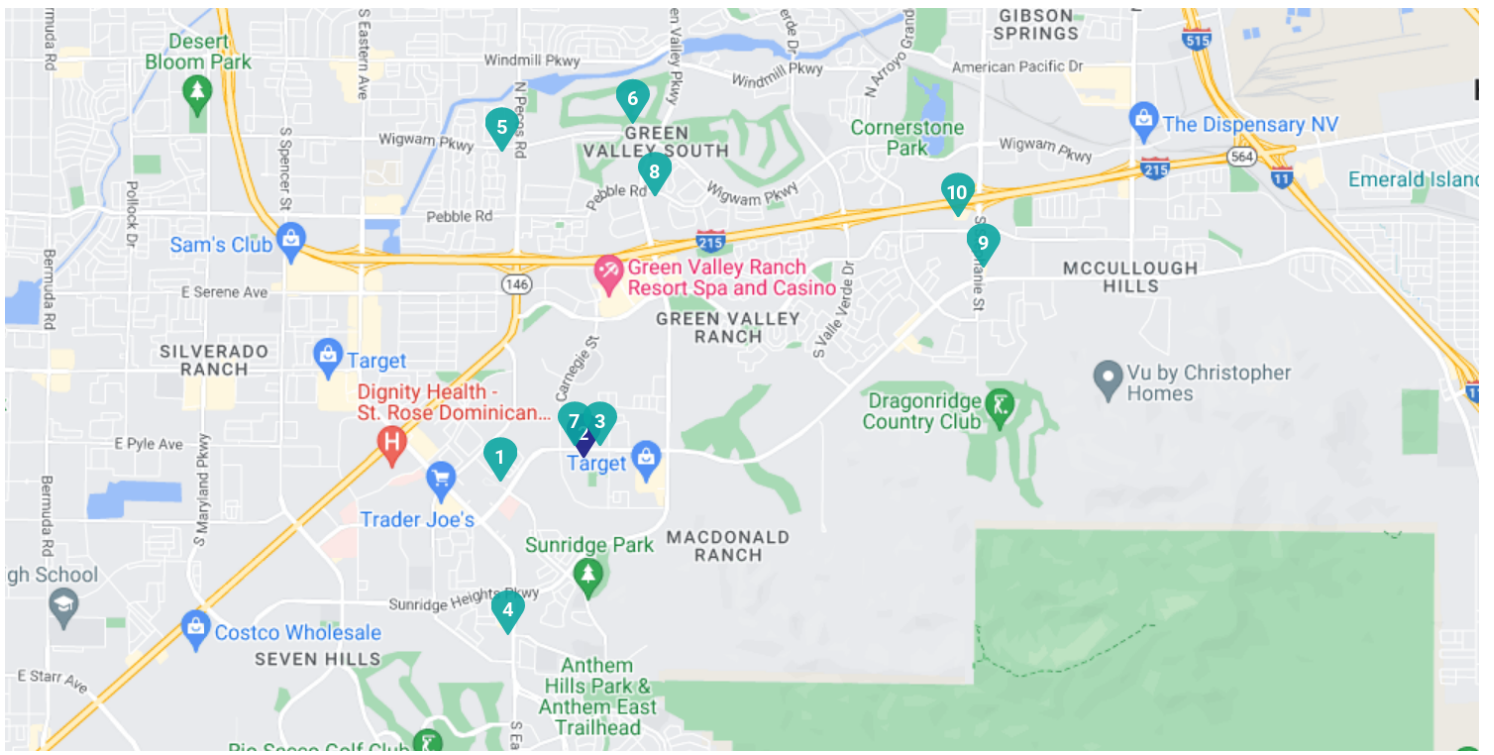 GIBSON
SPRINGS
Desert
Bloom Park
S Eastern Ave
Bermuda Rd
515
Windmill Pkwy
Windmill Pkwy
American Pacific Dr
N Pecos Rd
6
5
GREEN
VALLEY SOUTH
Cornerstone
Park
The Dispensary NV
Wigwam Pkwy
Wigwam Pkwy
564
S Spencer St
Pollock Dr
8
215
11
Emerald Island
Pebble Rd
Wigwam Pkwy
10
Pebble Rd
Sam's Club
215
9
Green Valley Ranch
Resort Spa and Casino
MCCULLOUGH
HILLS
Bermuda Rd
E Serene Ave
146
GREEN VALLEY
RANCH
S Valle Verde Dr
SILVERADO
RANCH
Target
Carnegie St
Vu by Christopher
Homes
Dignity Health -
St. Rose Dominican...
Dragonridge
Country Club
7
3
2
E Pyle Ave
H
1
Target
S Maryland Pkwy
Bermuda Rd
Trader Joe's
Sunridge Park
MACDONALD
RANCH
gh School
Sunridge Heights Pkwy
4
Costco Wholesale
SEVEN HILLS
E Starr Ave
Anthem
Hills Park &
Anthem East
Trailhead
Rio Secco Golf Club